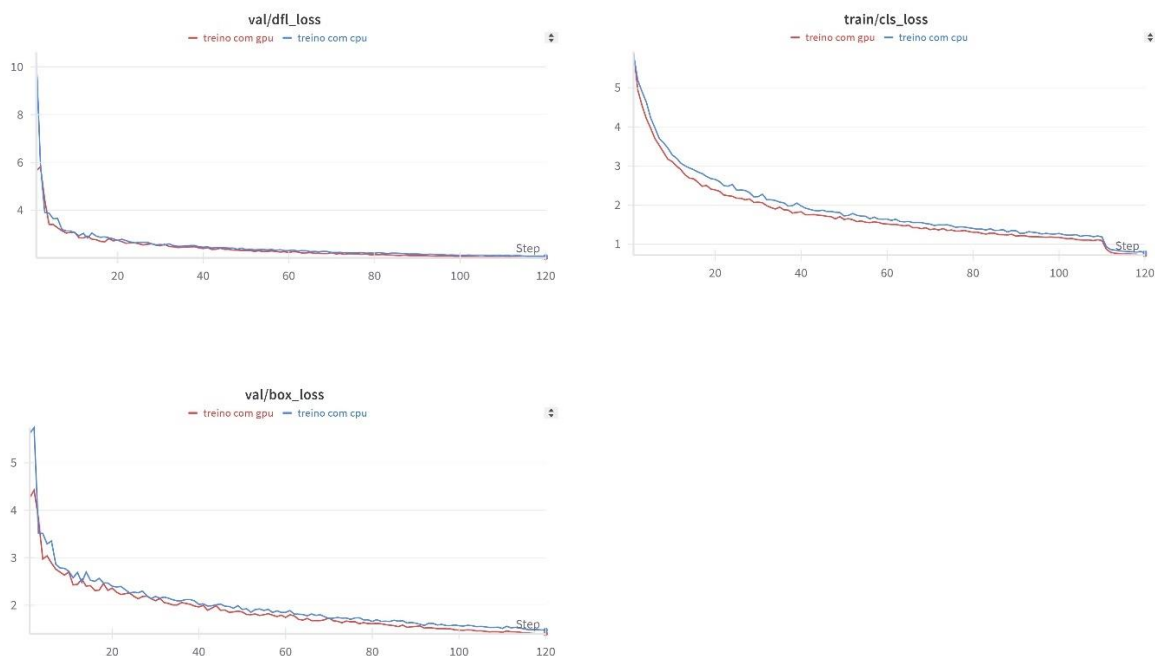 val/dfl_loss
treino com gpu treino com cpu
10
8
6
4
Step
20 40 60 80 100 120
train/cls_loss
treino com gpu treino com cpu
5
4
3
2
1
Step
20 40 60 80 100 120
val/box_loss
treino com gpu treino com cpu
5
4
3
2
Step
20 40 60 80 100 120